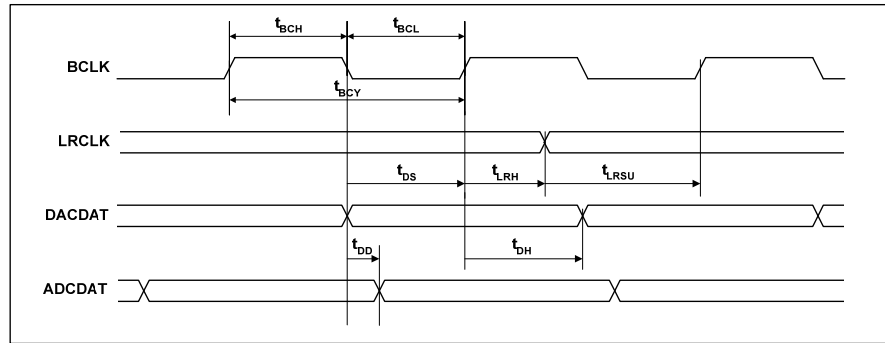 tBCH tBCL
BCLK
tBCY
LRCLK
tDS tLRH tLRSU
DACDAT
tDD tDH
ADCDAT